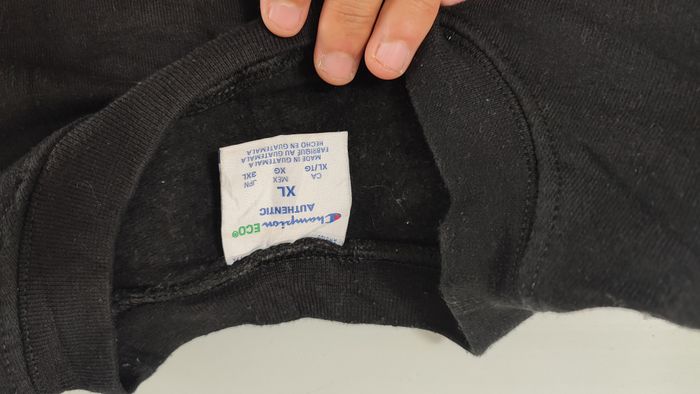 Champion ECO®
AUTHENTIC
XL
CA MEX JPN
XL/TG XG 3XL
MADE IN GUATEMALA
FABRIQUÉ AU GUATEMALA
HECHO EN GUATEMALA